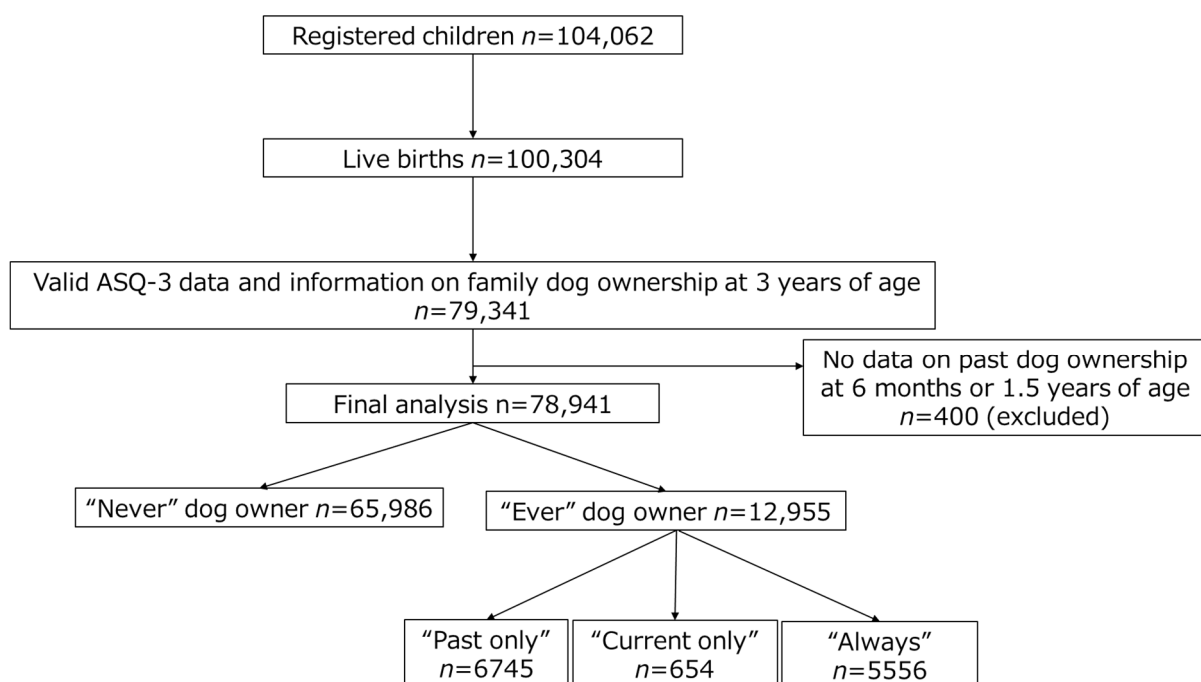 Registered children n=104,062
Live births n=100,304
Valid ASQ-3 data and information on family dog ownership at 3 years of age
n=79,341
No data on past dog ownership
at 6 months or 1.5 years of age
n=400 (excluded)
Final analysis n=78,941
“Never” dog owner n=65,986
“Ever” dog owner n=12,955
“Past only”
n=6745
“Current only”
n=654
“Always”
n=5556